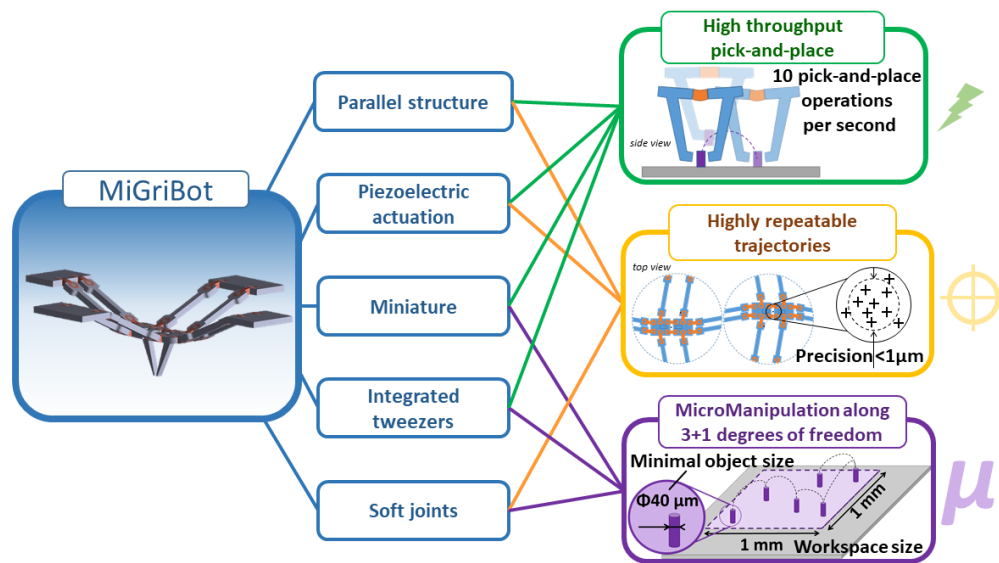 MiGriBot
Parallel structure
Piezoelectric
actuation
Miniature
Integrated
tweezers
Soft joints
High throughput
pick-and-place
10 pick-and-place
operations
per second
side view
Highly repeatable
trajectories
top view
Precision<1μm
MicroManipulation along
3+1 degrees of freedom
Minimal object size
Φ40 μm
1 mm
1 mm
Workspace size
μ